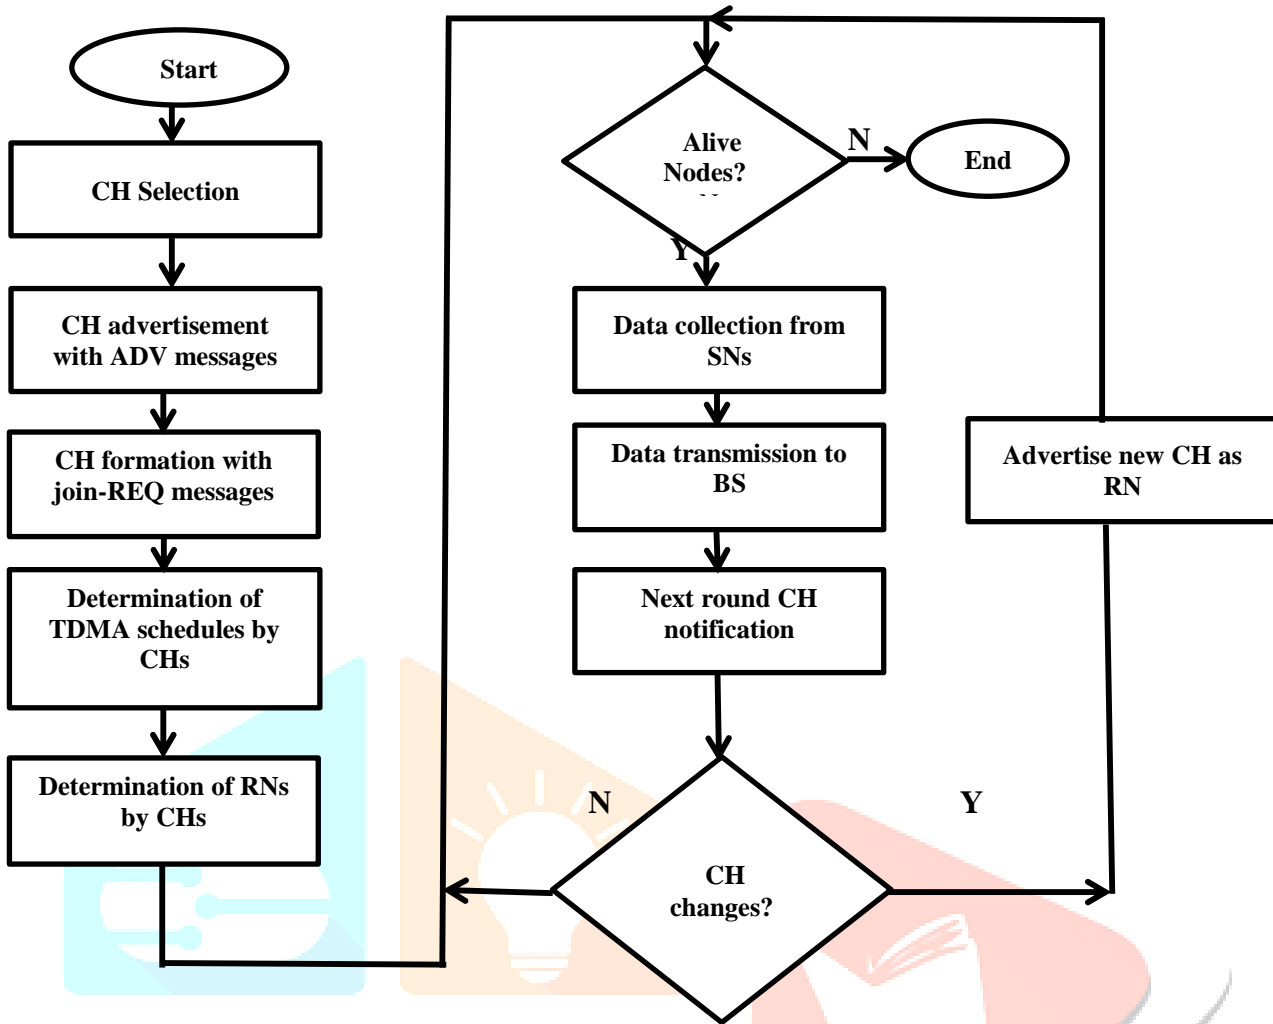 Start
CH Selection
CH advertisement
with ADV messages
CH formation with
join-REQ messages
Determination of
TDMA schedules by
CHs
Determination of RNs
by CHs
Alive
Nodes?
N
End
Y
Data collection from
SNs
Data transmission to
BS
Next round CH
notification
CH
changes?
N
Y
Advertise new CH as
RN